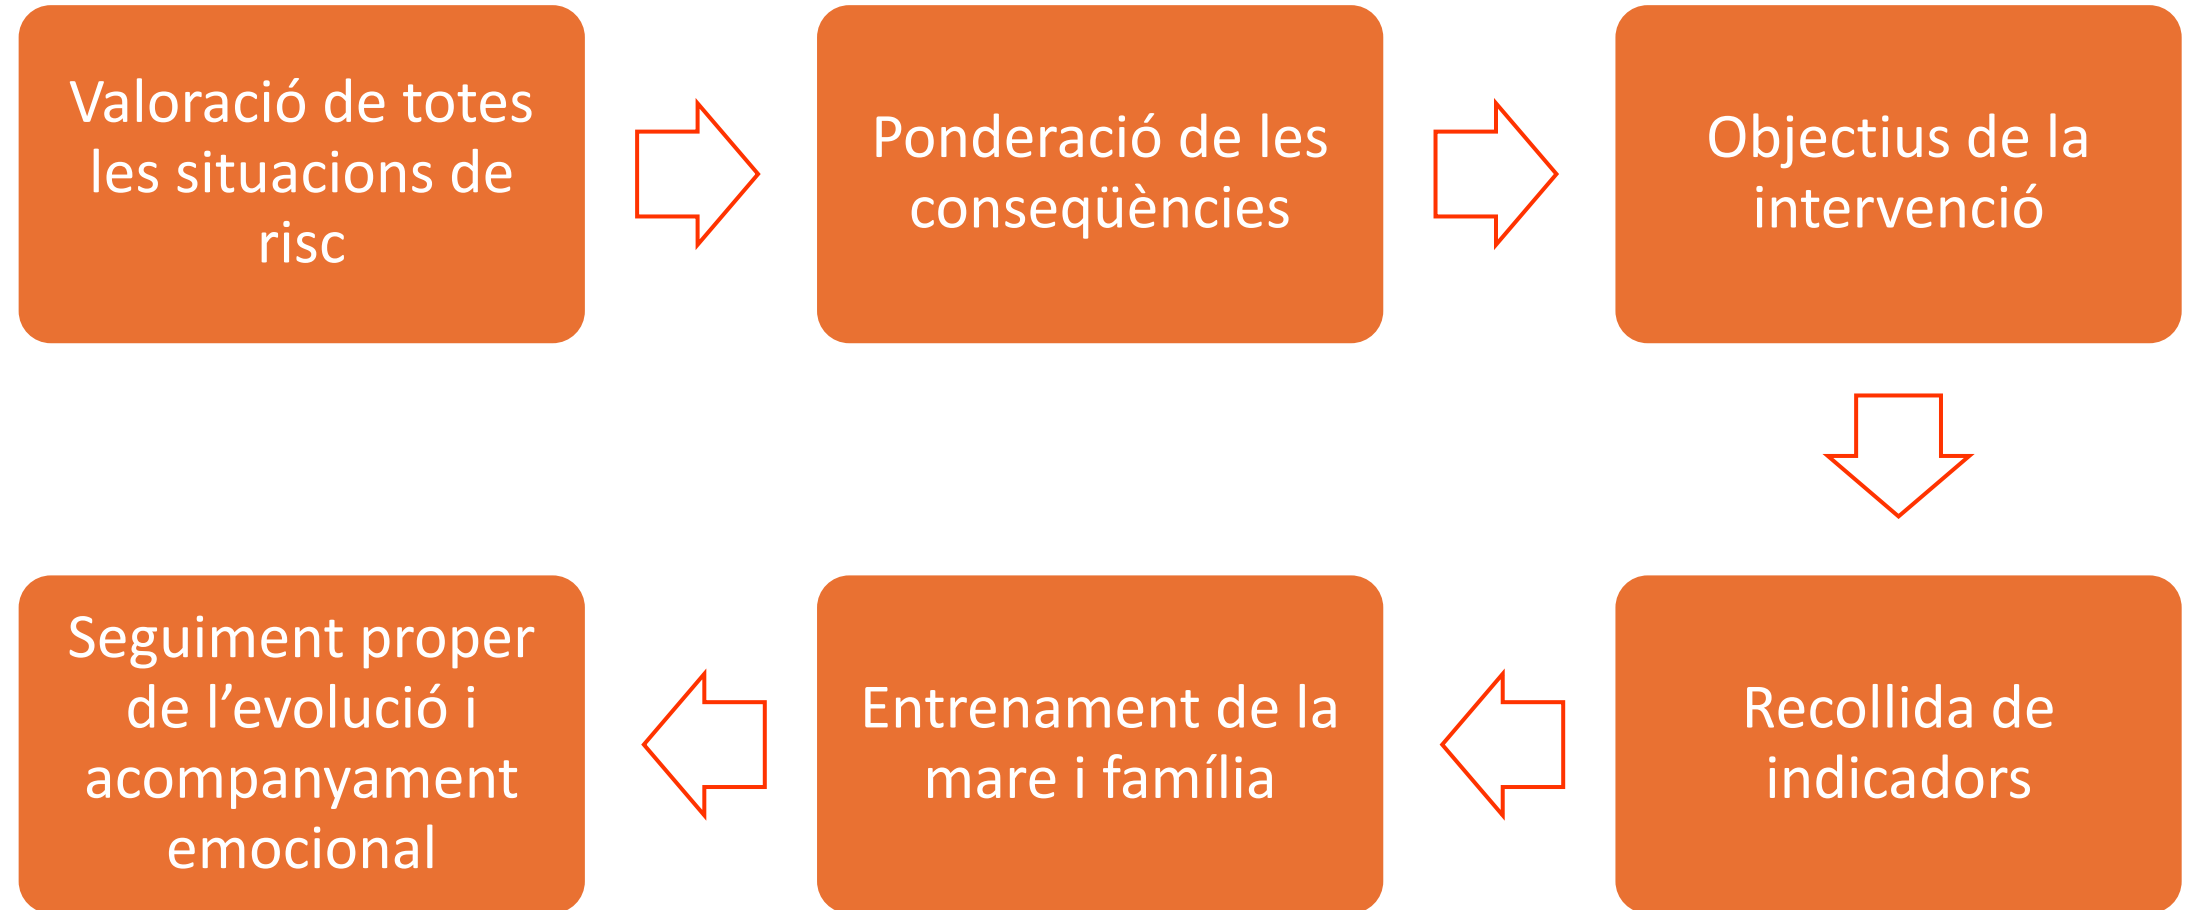 Valoració de totes
les situacions de
risc
Ponderació de les
conseqüències
Objectius de la
intervenció
Recollida de
indicadors
Entrenament de la
mare i família
Seguiment proper
de l’evolució i
acompanyament
emocional